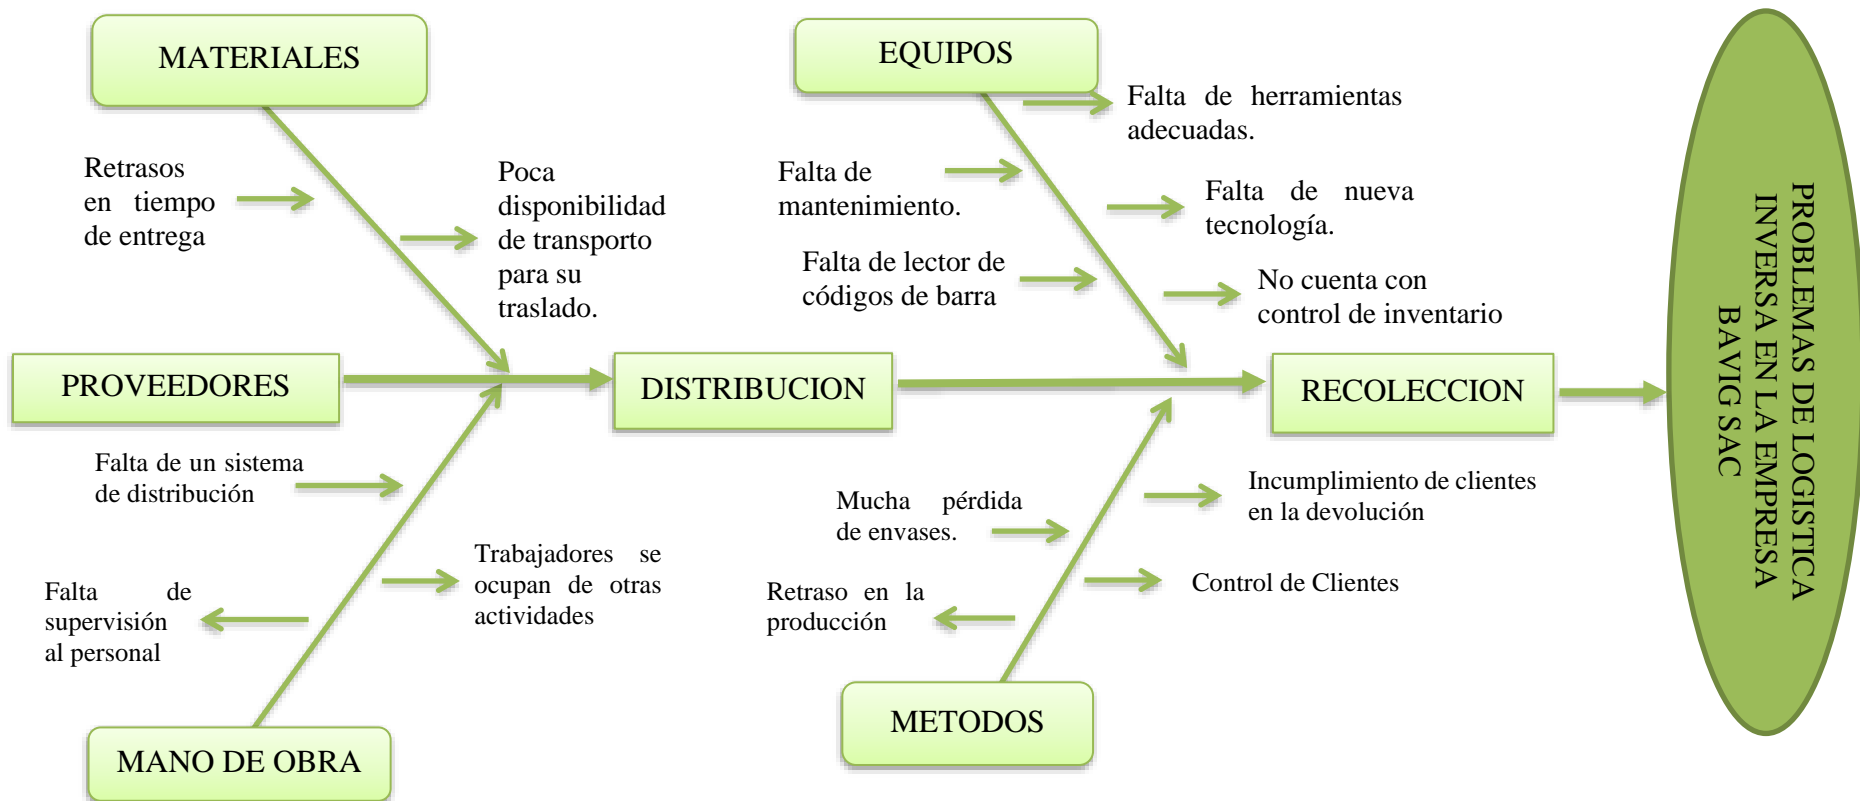 MATERIALES
EQUIPOS
Retrasos
en tiempo
de entrega
Poca
disponibilidad
de transporto
para su
traslado.
Falta de herramientas
adecuadas.
Falta de
mantenimiento.
Falta de nueva
tecnología.
Falta de lector de
códigos de barra
No cuenta con
control de inventario
PROVEEDORES
DISTRIBUCION
RECOLECCION
PROBLEMAS DE LOGISTICA
INVERSA EN LA EMPRESA
BAVIG SAC
Falta de un sistema
de distribución
Trabajadores se
ocupan de otras
actividades
Falta de
supervisión
al personal
Mucha pérdida
de envases.
Incumplimiento de clientes
en la devolución
Retraso en la
producción
Control de Clientes
MANO DE OBRA
METODOS